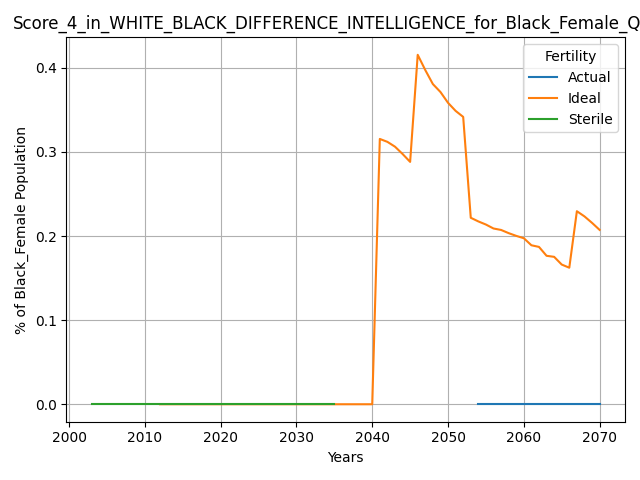 Score_4_in_WHITE_BLACK_DIFFERENCE_INTELLIGENCE_for_Black_Female_Q
Fertility
Actual
Ideal
Sterile
% of Black_Female Population
0.4
0.3
0.2
0.1
0.0
2000 2010 2020 2030 2040 2050 2060 2070
Years